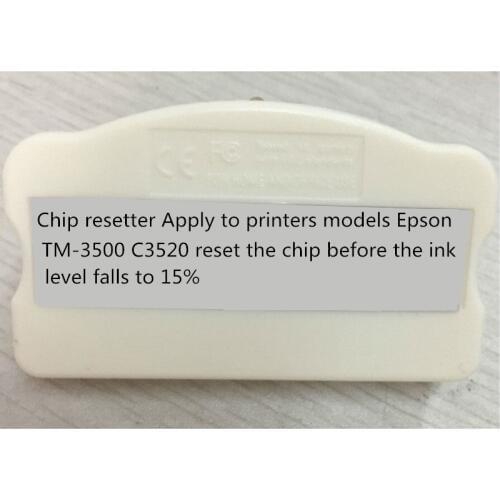 CE FC
Chip resetter Apply to printers models Epson
TM-3500 C3520 reset the chip before the ink
level falls to 15%